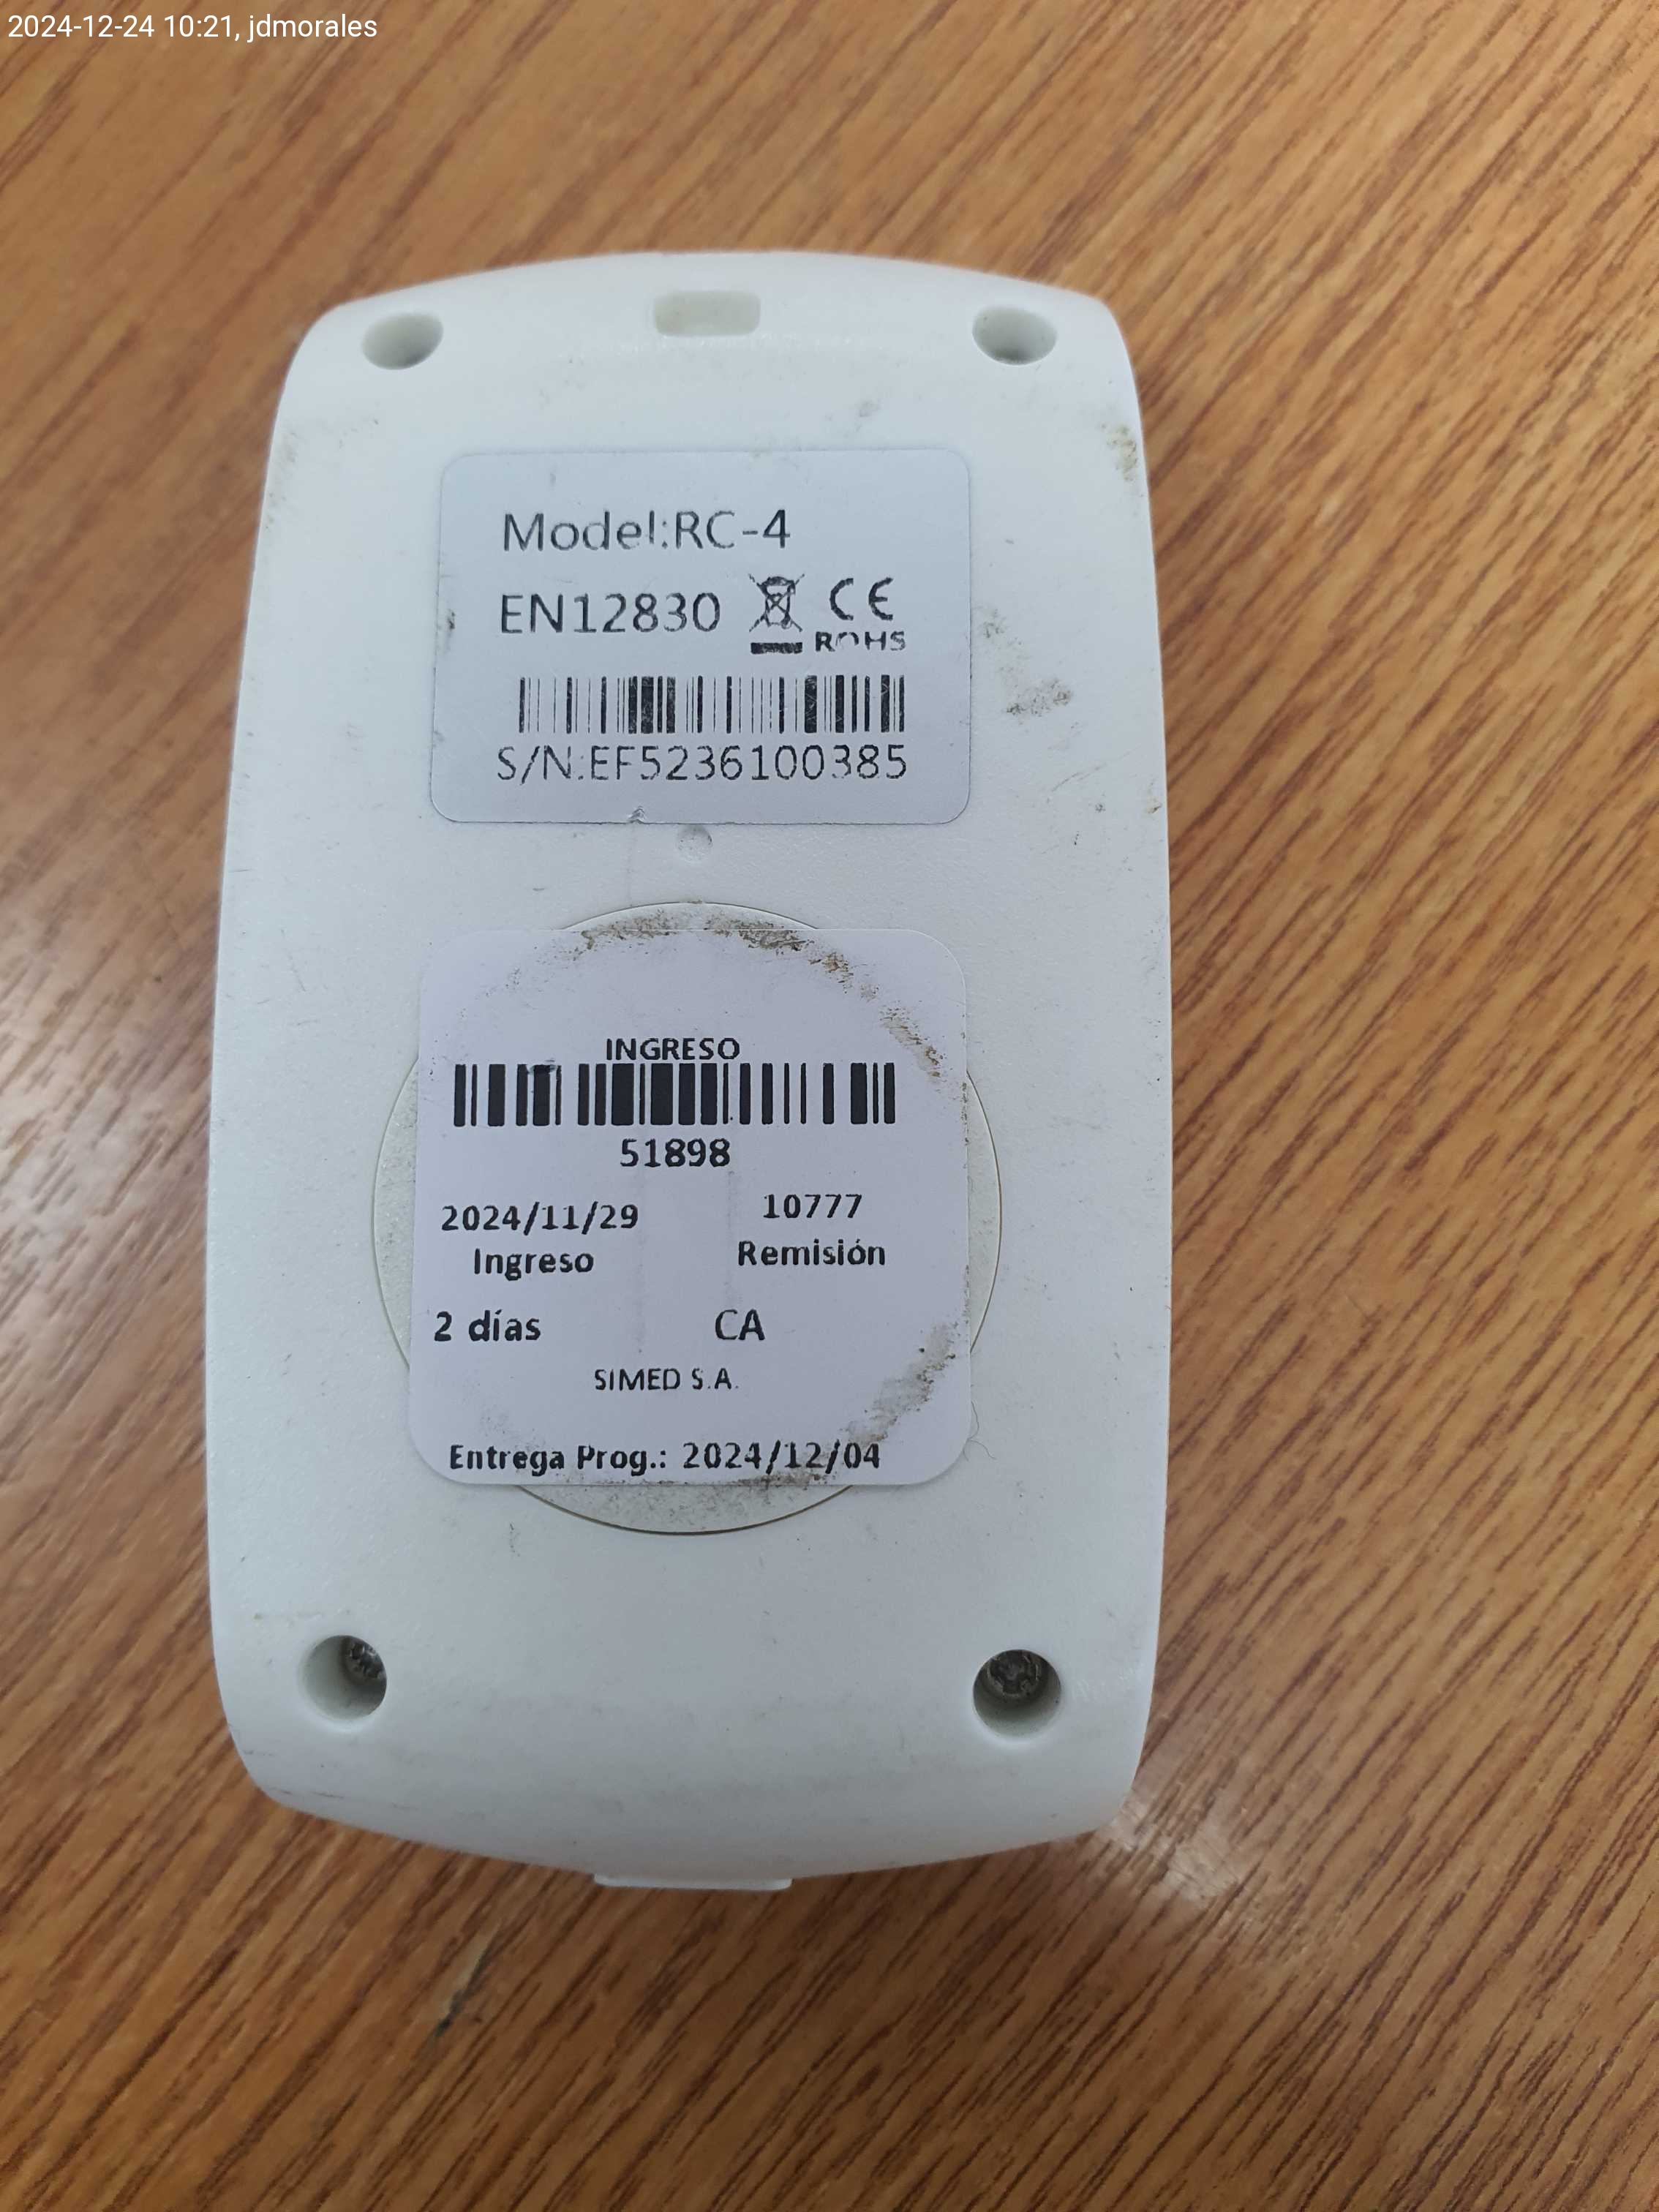 2024-12-24 10:21, jdmorales
Model:RC-4
EN12830 CE
ROHS
S/N:EF5236100385
INGRESO
51898
2024/11/29 10777
Ingreso Remisión
2 días CA
SIMED S.A.
Entrega Prog.: 2024/12/04